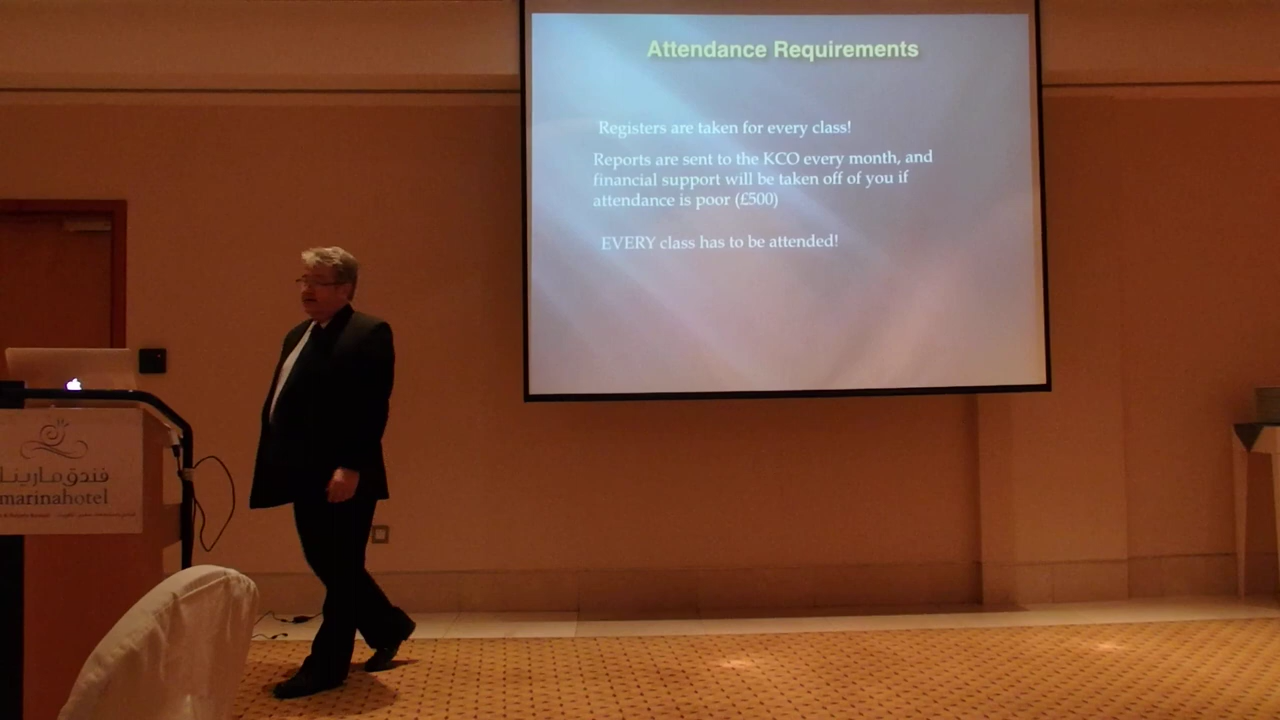 Attendance Requirements
Registers are taken for every class!
Reports are sent to the KCO every month, and
financial support will be taken off of you if
attendance is poor (£500)
EVERY class has to be attended!
فندق مارينا
marinahotel